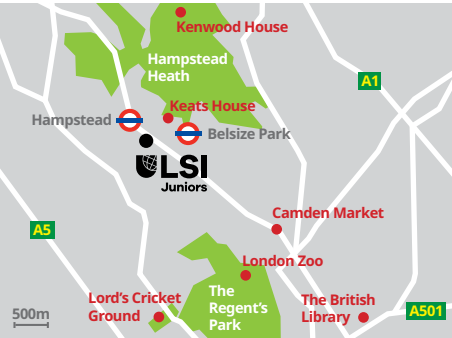 Kenwood House
Hampstead
Heath
A1
Keats House
Hampstead
Belsize Park
ULSI
Juniors
Camden Market
A5
London Zoo
Lord's Cricket
Ground
The
Regent's
Park
The British
Library
A501
500m